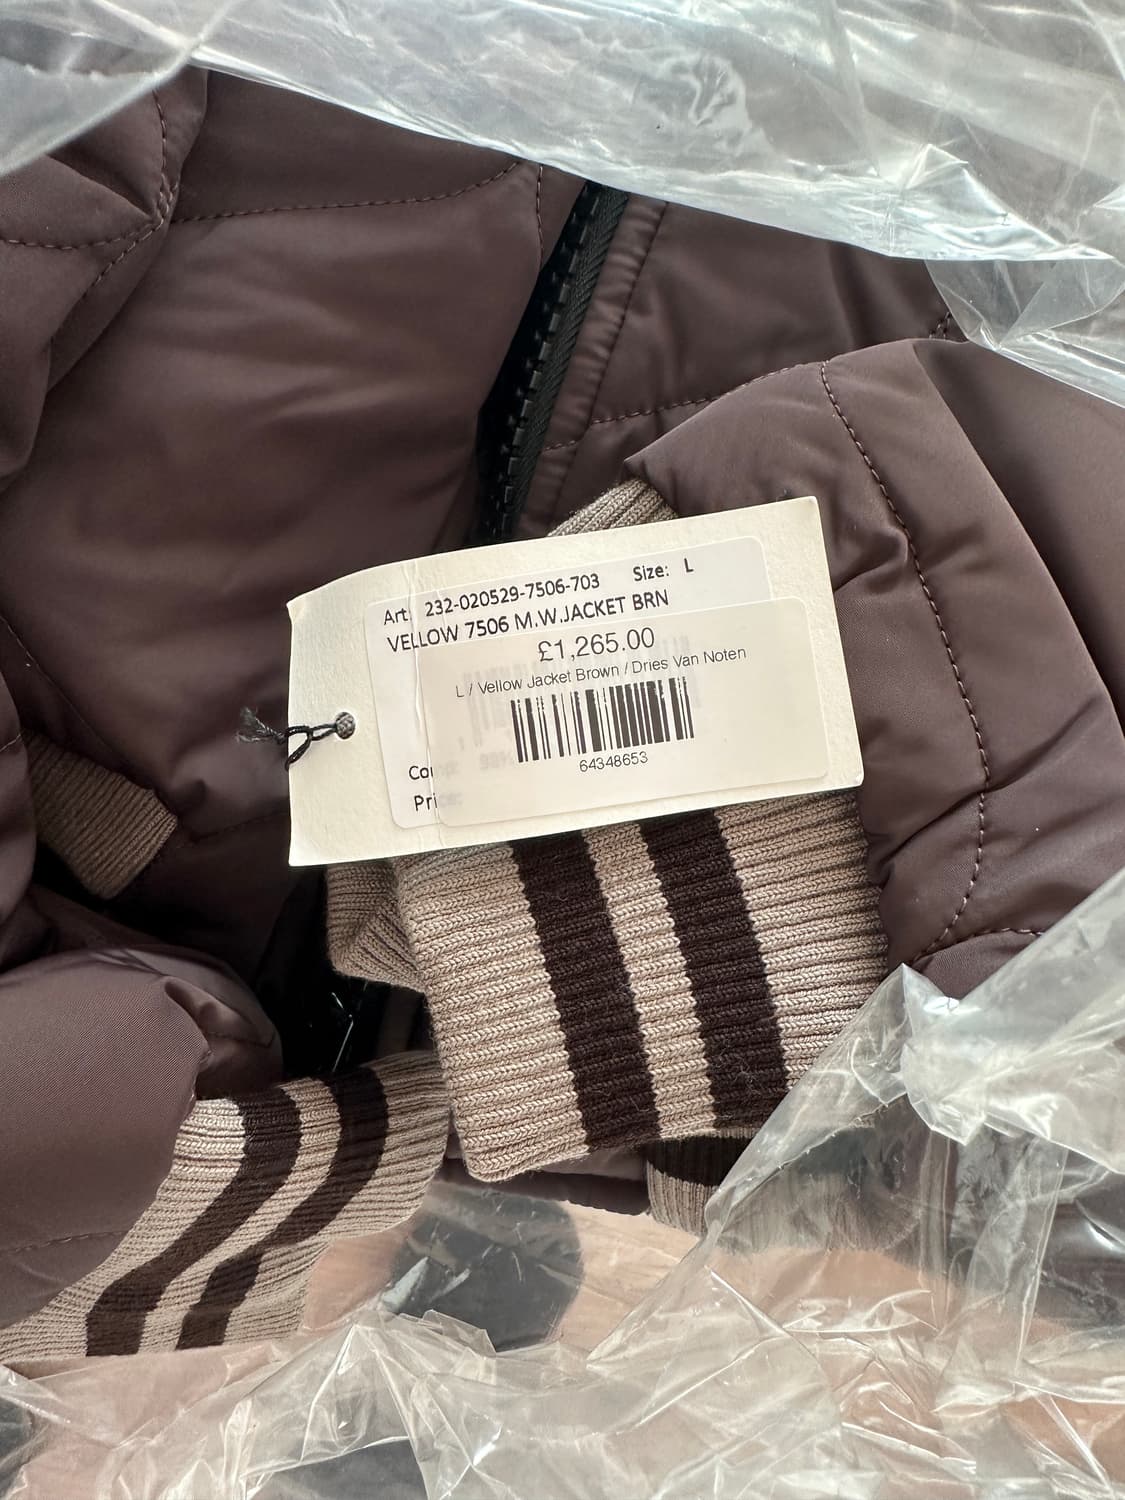 Art: 232-020529-7506-703 Size: L
VELLOW 7506 M.W.JACKET BRN
£1,265.00
L / Vellow Jacket Brown / Dries Van Noten
64348653